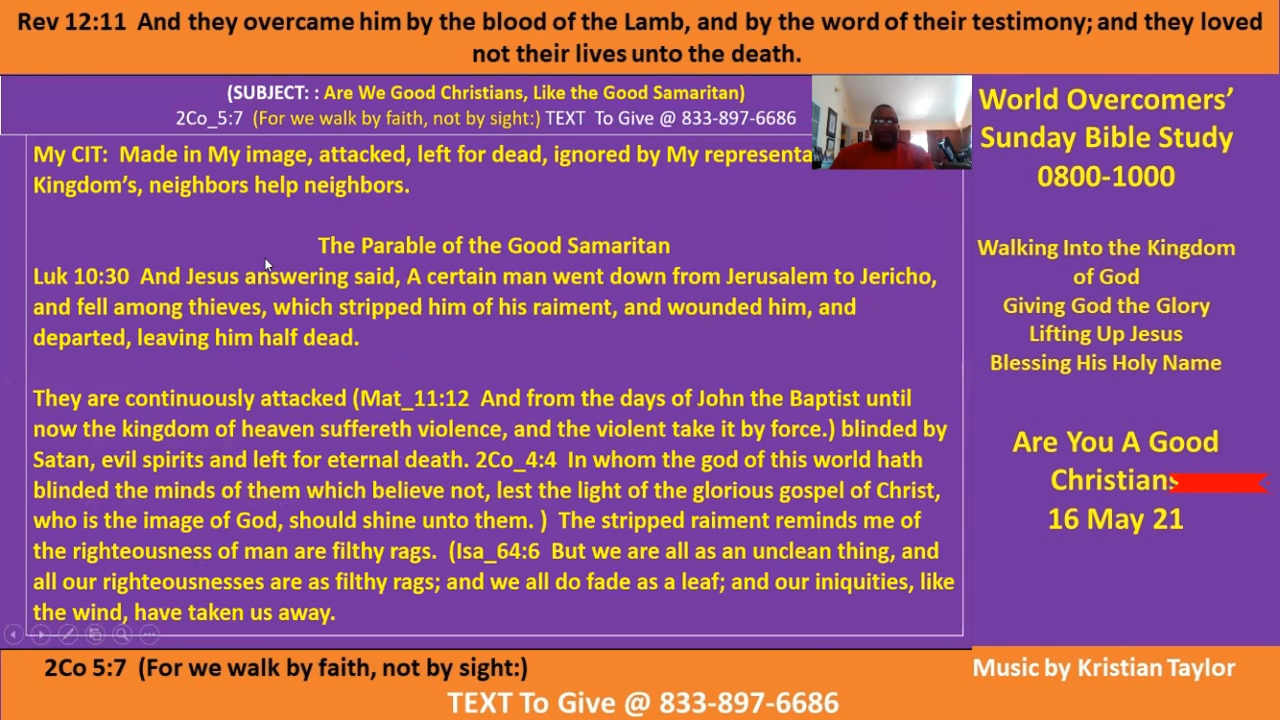 Rev 12:11  And they overcame him by the blood of the Lamb, and by the word of their testimony; and they loved
not their lives unto the death.
(SUBJECT: : Are We Good Christians, Like the Good Samaritan)
2Co_5:7  (For we walk by faith, not by sight:) TEXT  To Give @ 833-897-6686
My CIT:  Made in My image, attacked, left for dead, ignored by My representa
Kingdom's, neighbors help neighbors.
The Parable of the Good Samaritan
Luk 10:30  And Jesus answering said, A certain man went down from Jerusalem to Jericho,
and fell among thieves, which stripped him of his raiment, and wounded him, and
departed, leaving him half dead.
They are continuously attacked (Mat_11:12  And from the days of John the Baptist until
now the kingdom of heaven suffereth violence, and the violent take it by force.) blinded by
Satan, evil spirits and left for eternal death. 2Co_4:4  In whom the god of this world hath
blinded the minds of them which believe not, lest the light of the glorious gospel of Christ,
who is the image of God, should shine unto them. )  The stripped raiment reminds me of
the righteousness of man are filthy rags.  (Isa_64:6  But we are all as an unclean thing, and
all our righteousnesses are as filthy rags; and we all do fade as a leaf; and our iniquities, like
the wind, have taken us away.
World Overcomers'
Sunday Bible Study
0800-1000
Walking Into the Kingdom
of God
Giving God the Glory
Lifting Up Jesus
Blessing His Holy Name
Are You A Good
Christians
16 May 21
2Co 5:7  (For we walk by faith, not by sight:)
Music by Kristian Taylor
TEXT To Give @ 833-897-6686